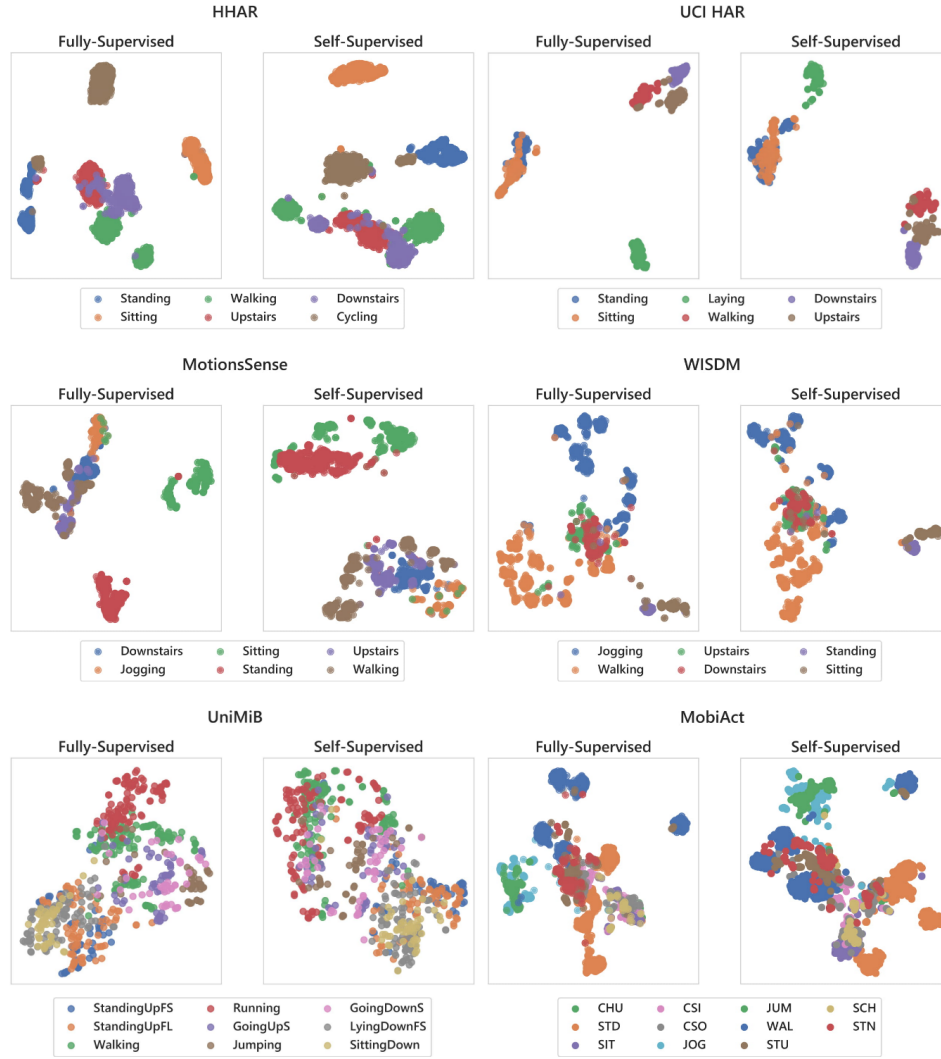 HHAR
UCI HAR
Fully-Supervised
Self-Supervised
Fully-Supervised
Self-Supervised
Standing Walking Downstairs
Sitting Upstairs Cycling
Standing Laying Downstairs
Sitting Walking Upstairs
MotionsSense
WISDM
Fully-Supervised
Self-Supervised
Fully-Supervised
Self-Supervised
Downstairs Sitting Upstairs
Jogging Standing Walking
Jogging Upstairs Standing
Walking Downstairs Sitting
UniMiB
MobiAct
Fully-Supervised
Self-Supervised
Fully-Supervised
Self-Supervised
StandingUpFS Running GoingDownS
StandingUpFL GoingUpS LyingDownFS
Walking Jumping SittingDown
CHU CSI JUM SCH
STD CSO WAL STN
SIT JOG STU